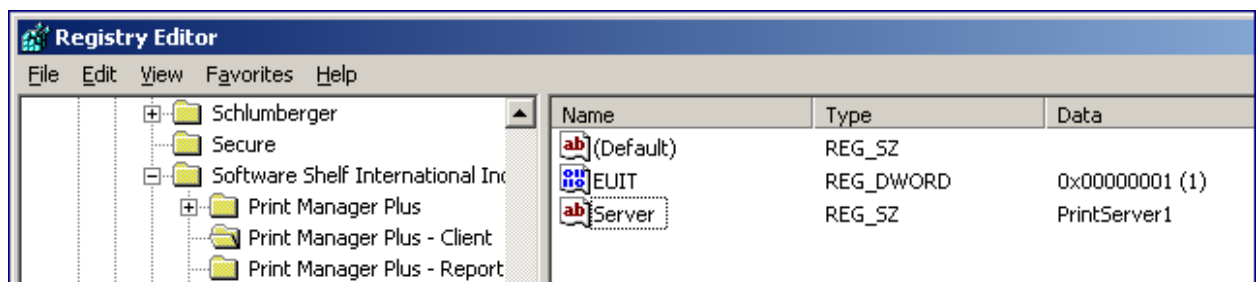 Registry Editor
File Edit View Favorites Help
Schlumberger
Secure
Software Shelf International Inc
Print Manager Plus
Print Manager Plus - Client
Print Manager Plus - Report
Name Type Data
(Default) REG_SZ
EUIT REG_DWORD 0x00000001 (1)
Server REG_SZ PrintServer1